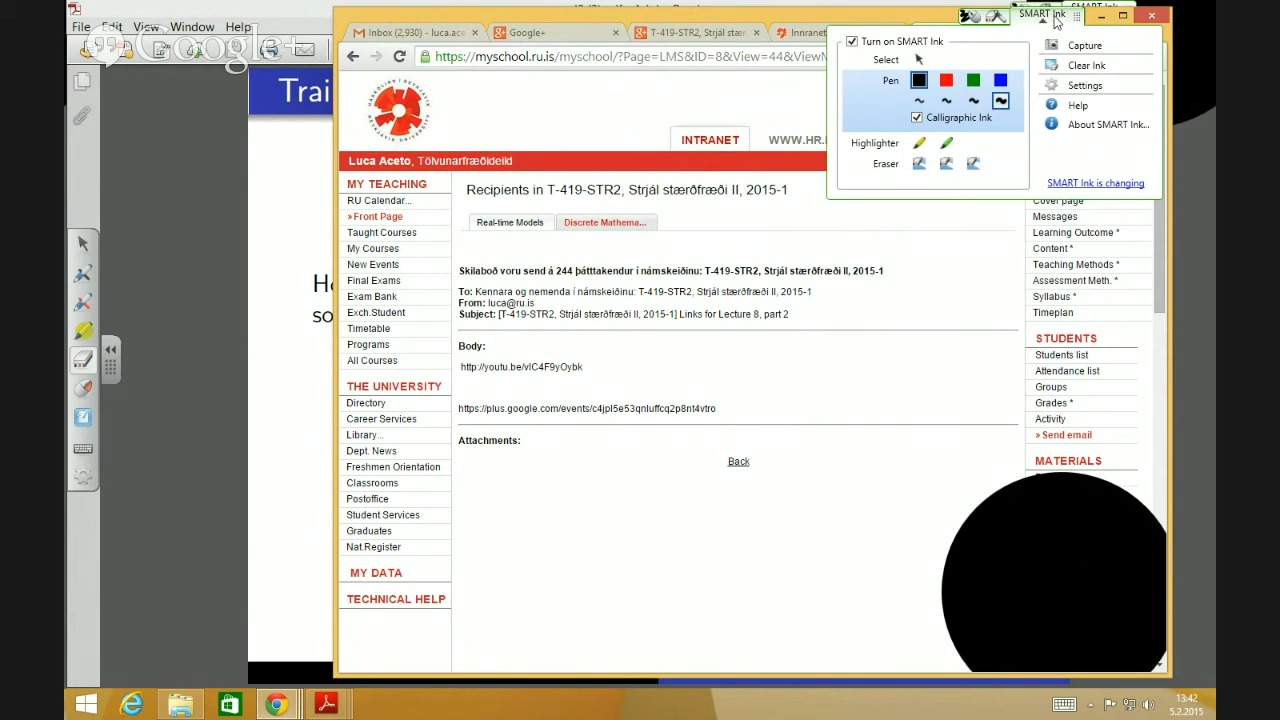 SMART Ink
File Edit View Window Help
Google+
Inbox (2,930) - luca.ace
Google+
T-419-STR2, Strjál stær
Innranet
https://myschool.ru.is/myschool/?Page=LMS&ID=8&View=44&ViewM
Turn on SMART Ink
Select
Pen
Calligraphic Ink
Highlighter
Eraser
Capture
Clear Ink
Settings
Help
About SMART Ink...
SMART Ink is changing
Trai
Ho
so
HÁSKÓLINN Í REYKJAVÍK
REYKJAVIK UNIVERSITY
INTRANET
WWW.HR.
Luca Aceto, Tölvunarfræðideild
MY TEACHING
RU Calendar...
» Front Page
Taught Courses
My Courses
New Events
Final Exams
Exam Bank
Exch.Student
Timetable
Programs
All Courses
THE UNIVERSITY
Directory
Career Services
Library...
Dept. News
Freshmen Orientation
Classrooms
Postoffice
Student Services
Graduates
Nat.Register
MY DATA
TECHNICAL HELP
Recipients in T-419-STR2, Strjál stærðfræði II, 2015-1
Real-time Models
Discrete Mathema...
Skilaboð voru send á 244 þátttakendur í námskeiðinu: T-419-STR2, Strjál stærðfræði II, 2015-1
To: Kennara og nemenda í námskeiðinu: T-419-STR2, Strjál stærðfræði II, 2015-1
From: luca@ru.is
Subject: [T-419-STR2, Strjál stærðfræði II, 2015-1] Links for Lecture 8, part 2
Body:
http://youtu.be/vIC4F9yOybk
https://plus.google.com/events/c4jpl5e53qnluffcq2p8nt4vtro
Attachments:
Back
Cover page
Messages
Learning Outcome *
Content *
Teaching Methods *
Assessment Meth. *
Syllabus *
Timeplan
STUDENTS
Students list
Attendance list
Groups
Grades *
Activity
» Send email
MATERIALS
13:42
5.2.2015